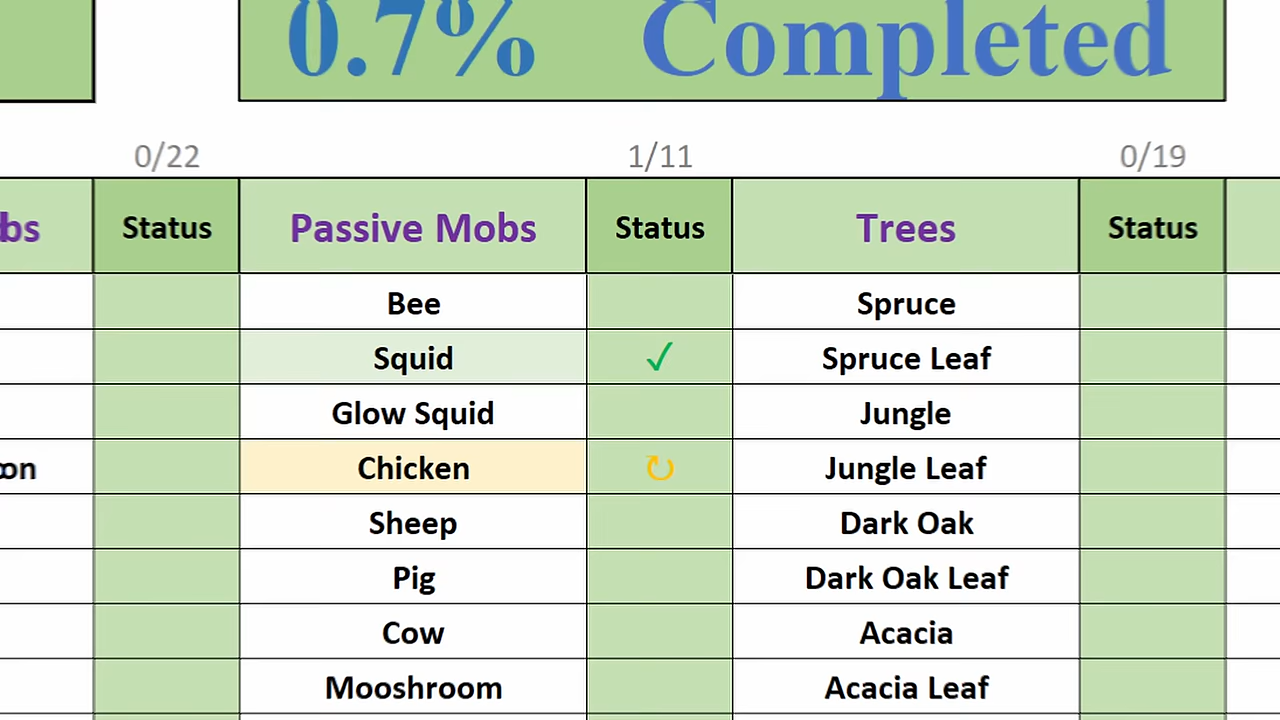 0.7% Completed
0/22 1/11 0/19
bs Status Passive Mobs Status Trees Status
Bee Spruce
Squid ✓ Spruce Leaf
Glow Squid Jungle
on Chicken ↻ Jungle Leaf
Sheep Dark Oak
Pig Dark Oak Leaf
Cow Acacia
Mooshroom Acacia Leaf